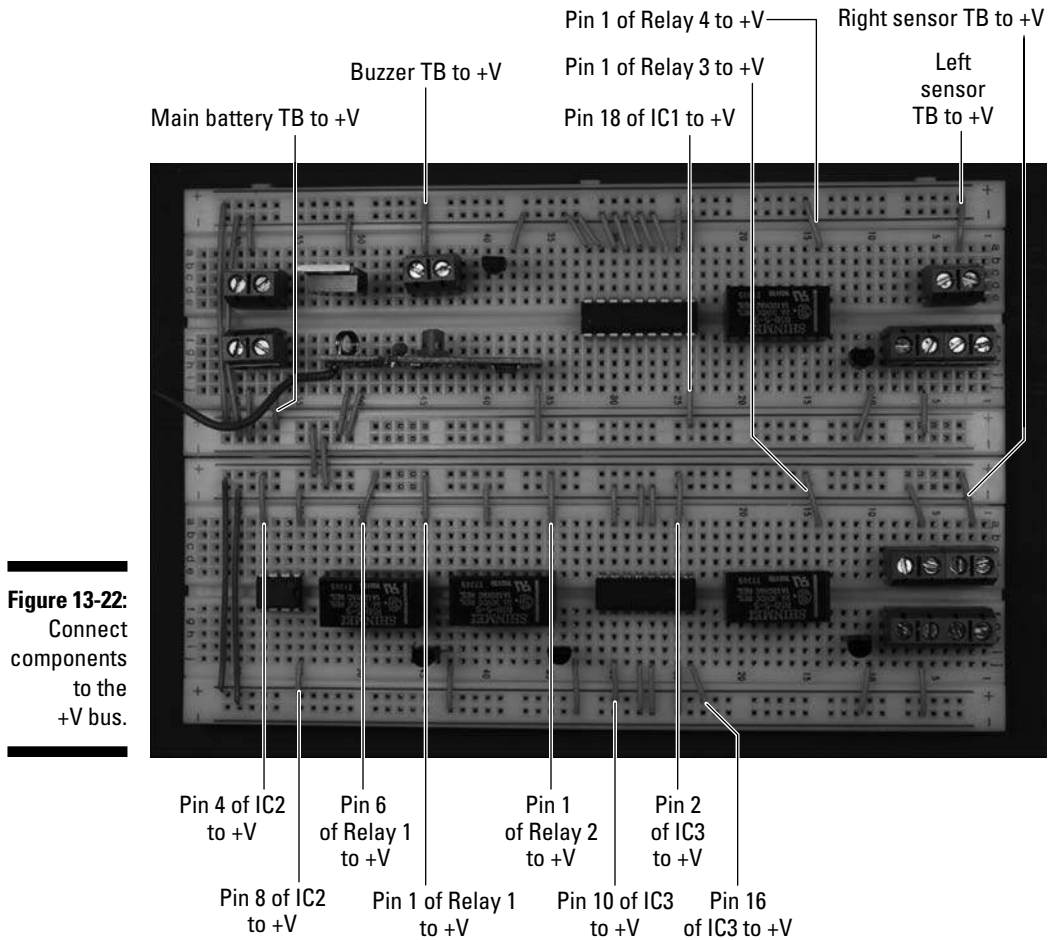 Pin 1 of Relay 4 to +V
Right sensor TB to +V
Buzzer TB to +V
Pin 1 of Relay 3 to +V
Left
sensor
TB to +V
Main battery TB to +V
Pin 18 of IC1 to +V
Figure 13-22:
Connect
components
to the
+V bus.
Pin 4 of IC2
to +V
Pin 6
of Relay 1
to +V
Pin 1
of Relay 2
to +V
Pin 2
of IC3
to +V
Pin 8 of IC2
to +V
Pin 1 of Relay 1
to +V
Pin 10 of IC3
to +V
Pin 16
of IC3 to +V
SHINMEI
SHINMEI
SHINMEI
SHINMEI